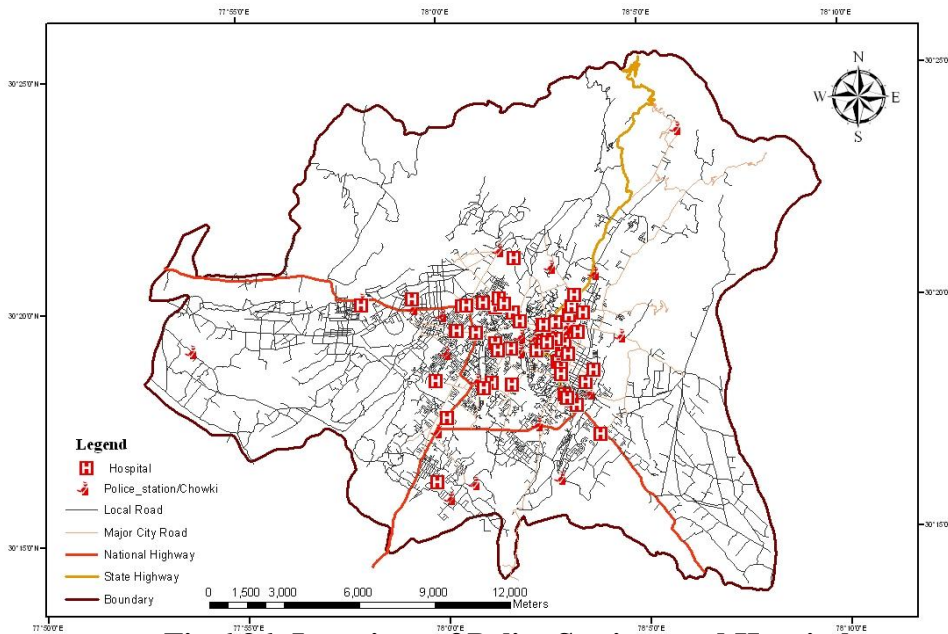 77°55'0"E 78°0'0"E 78°5'0"E 78°10'0"E
30°25'0"N
30°25'0"
N
W E
S
30°20'0"N
30°20'0"
30°15'0"N
30°15'0"
Legend
Hospital
Police_station/Chowki
Local Road
Major City Road
National Highway
State Highway
Boundary
0 1,500 3,000 6,000 9,000 12,000
Meters
77°50'0"E 77°55'0"E 78°0'0"E 78°5'0"E 78°10'0"E